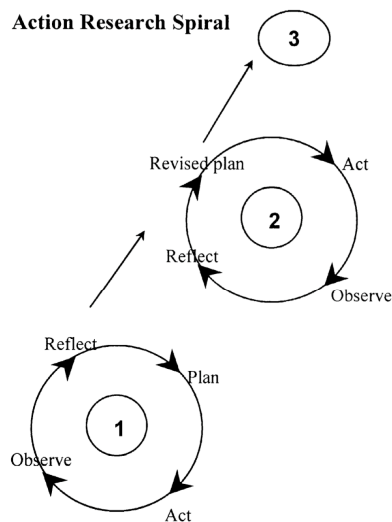 Action Research Spiral
3
Revised plan
Act
2
Reflect
Observe
Reflect
Plan
1
Observe
Act